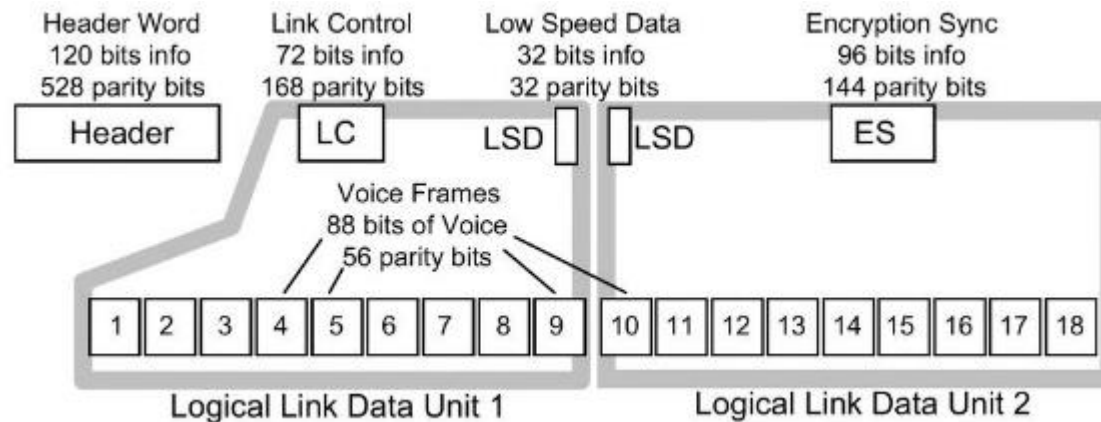 Header Word
120 bits info
528 parity bits
Link Control
72 bits info
168 parity bits
Low Speed Data
32 bits info
32 parity bits
Encryption Sync
96 bits info
144 parity bits
Header
LC
LSD
LSD
ES
Voice Frames
88 bits of Voice
56 parity bits
1 2 3 4 5 6 7 8 9 10 11 12 13 14 15 16 17 18
Logical Link Data Unit 1
Logical Link Data Unit 2